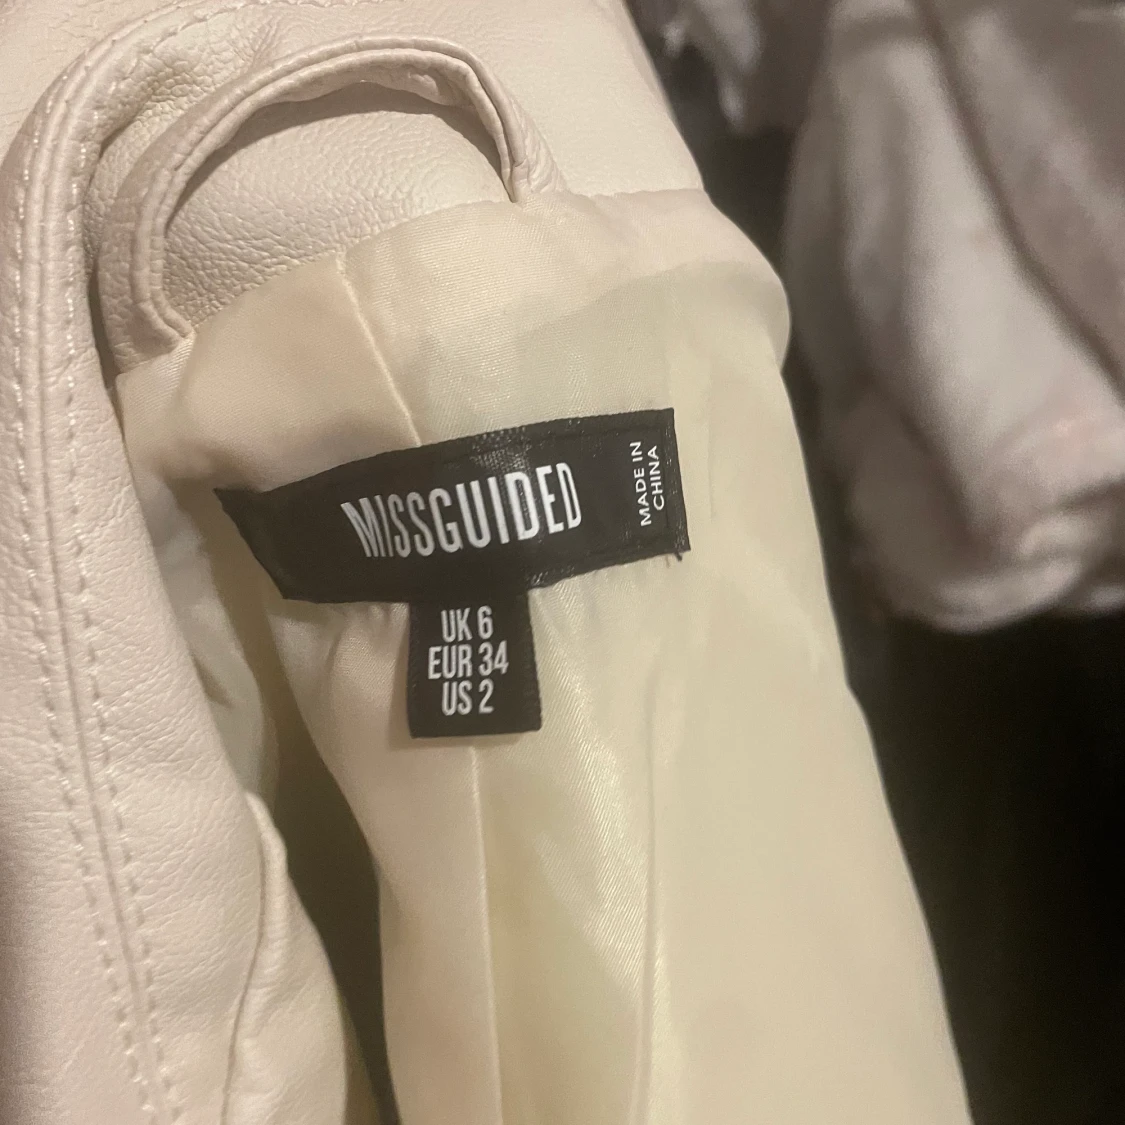 MISSGUIDED
MADE IN
CHINA
UK 6
EUR 34
US 2